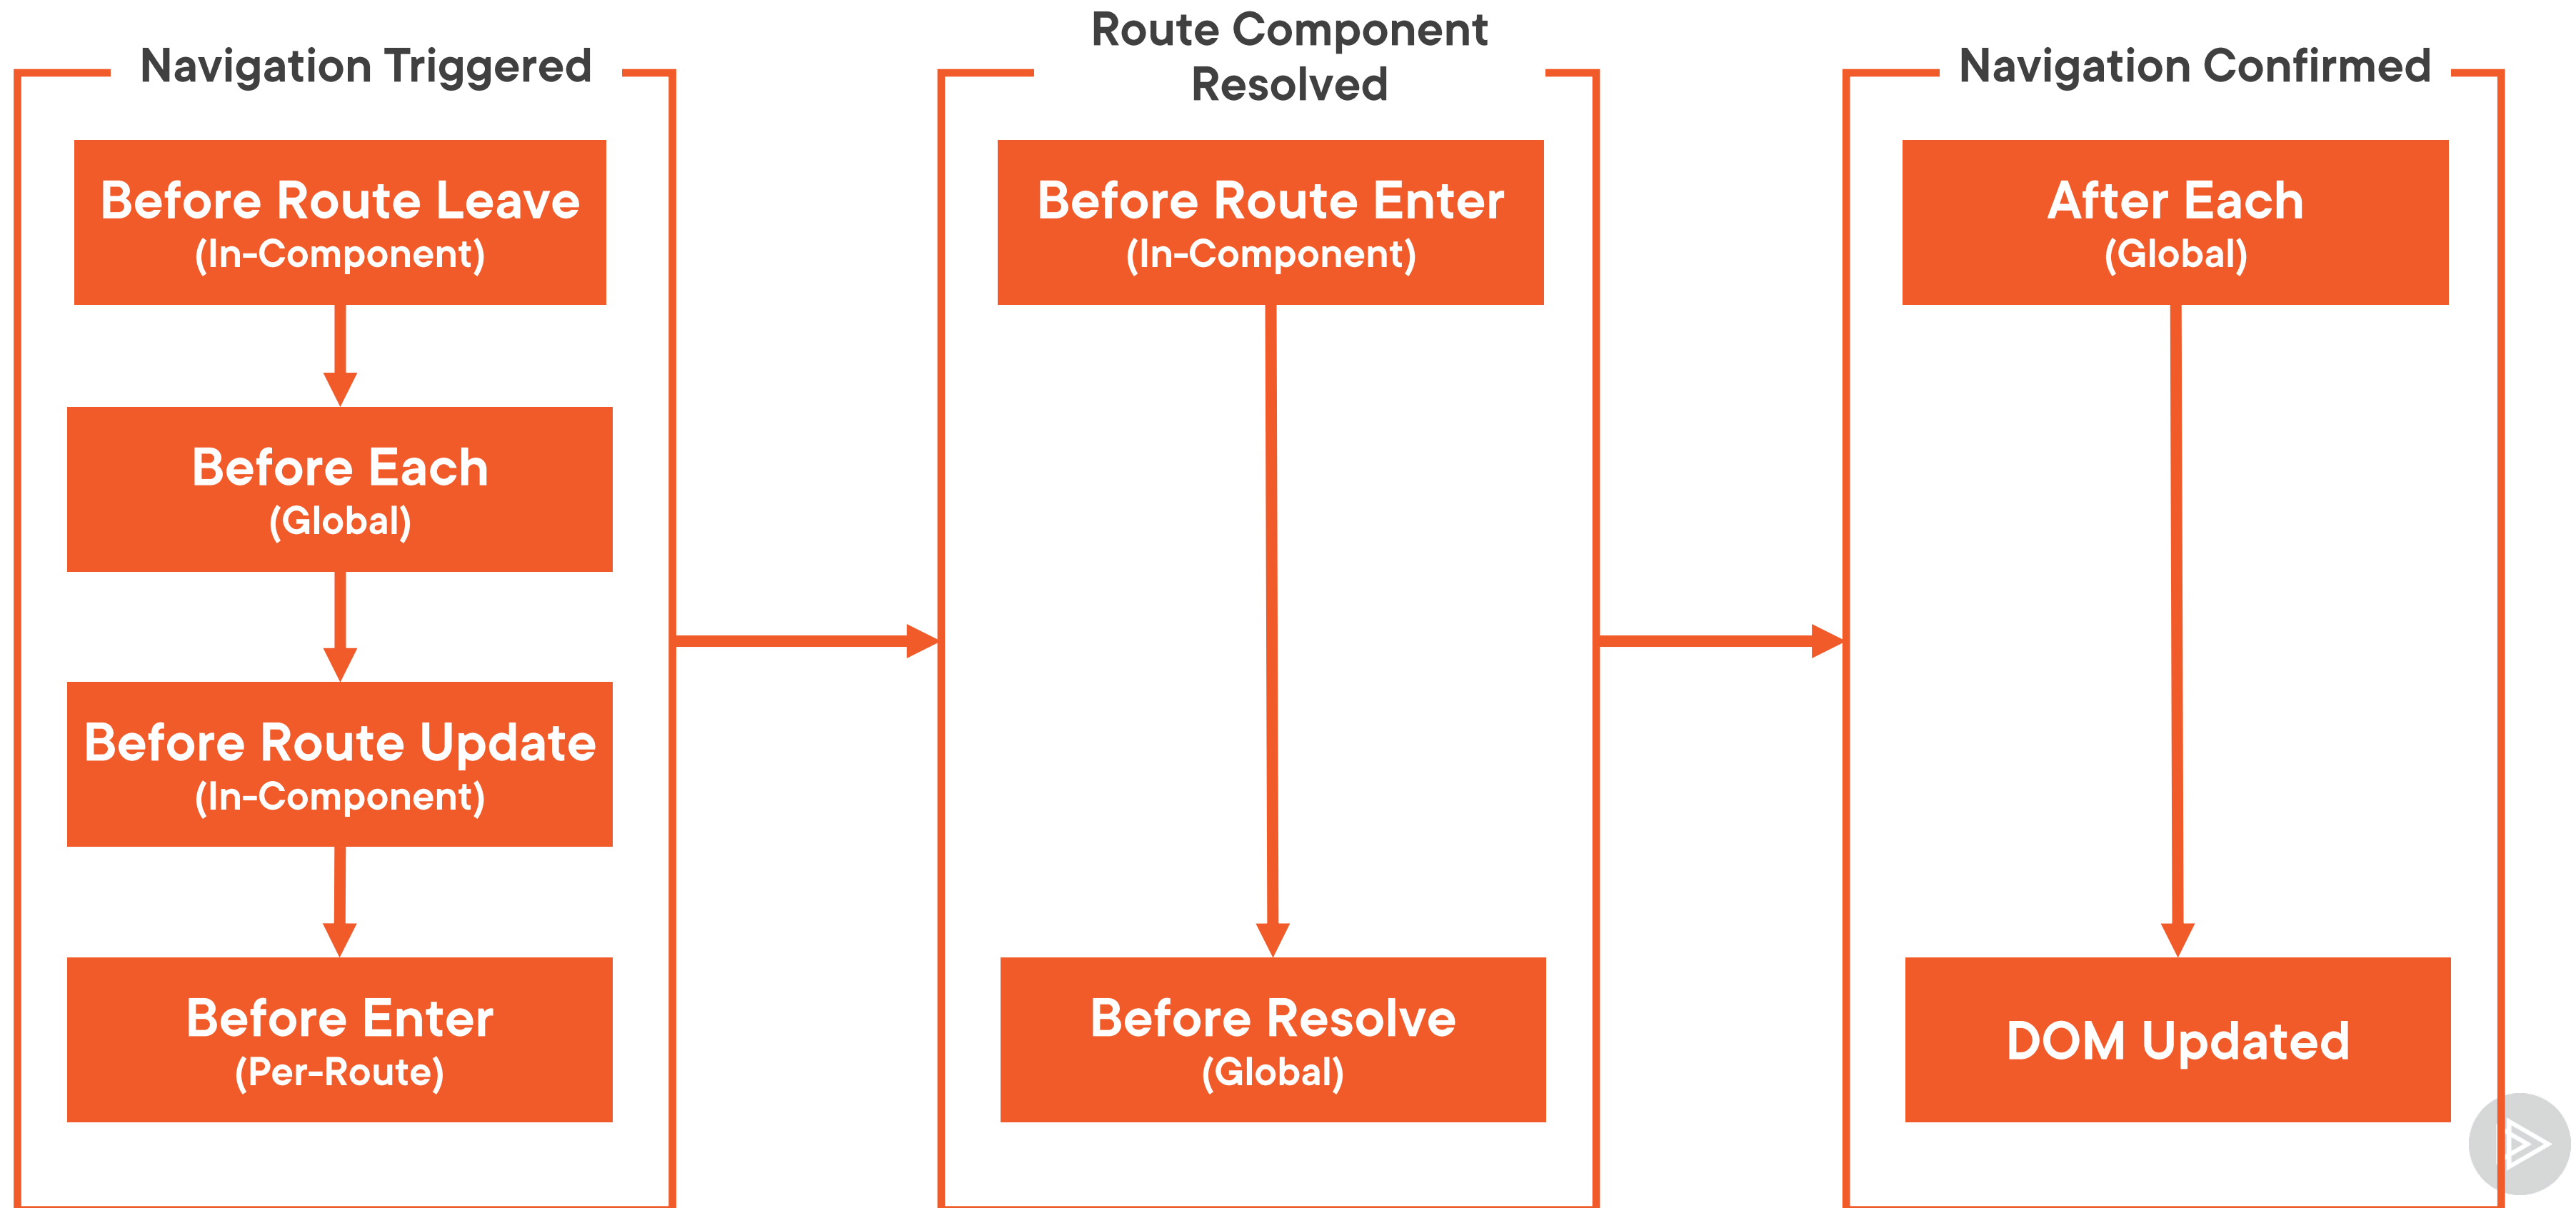 Navigation Triggered
Before Route Leave
(In-Component)
Before Each
(Global)
Before Route Update
(In-Component)
Before Enter
(Per-Route)
Route Component
Resolved
Before Route Enter
(In-Component)
Before Resolve
(Global)
Navigation Confirmed
After Each
(Global)
DOM Updated